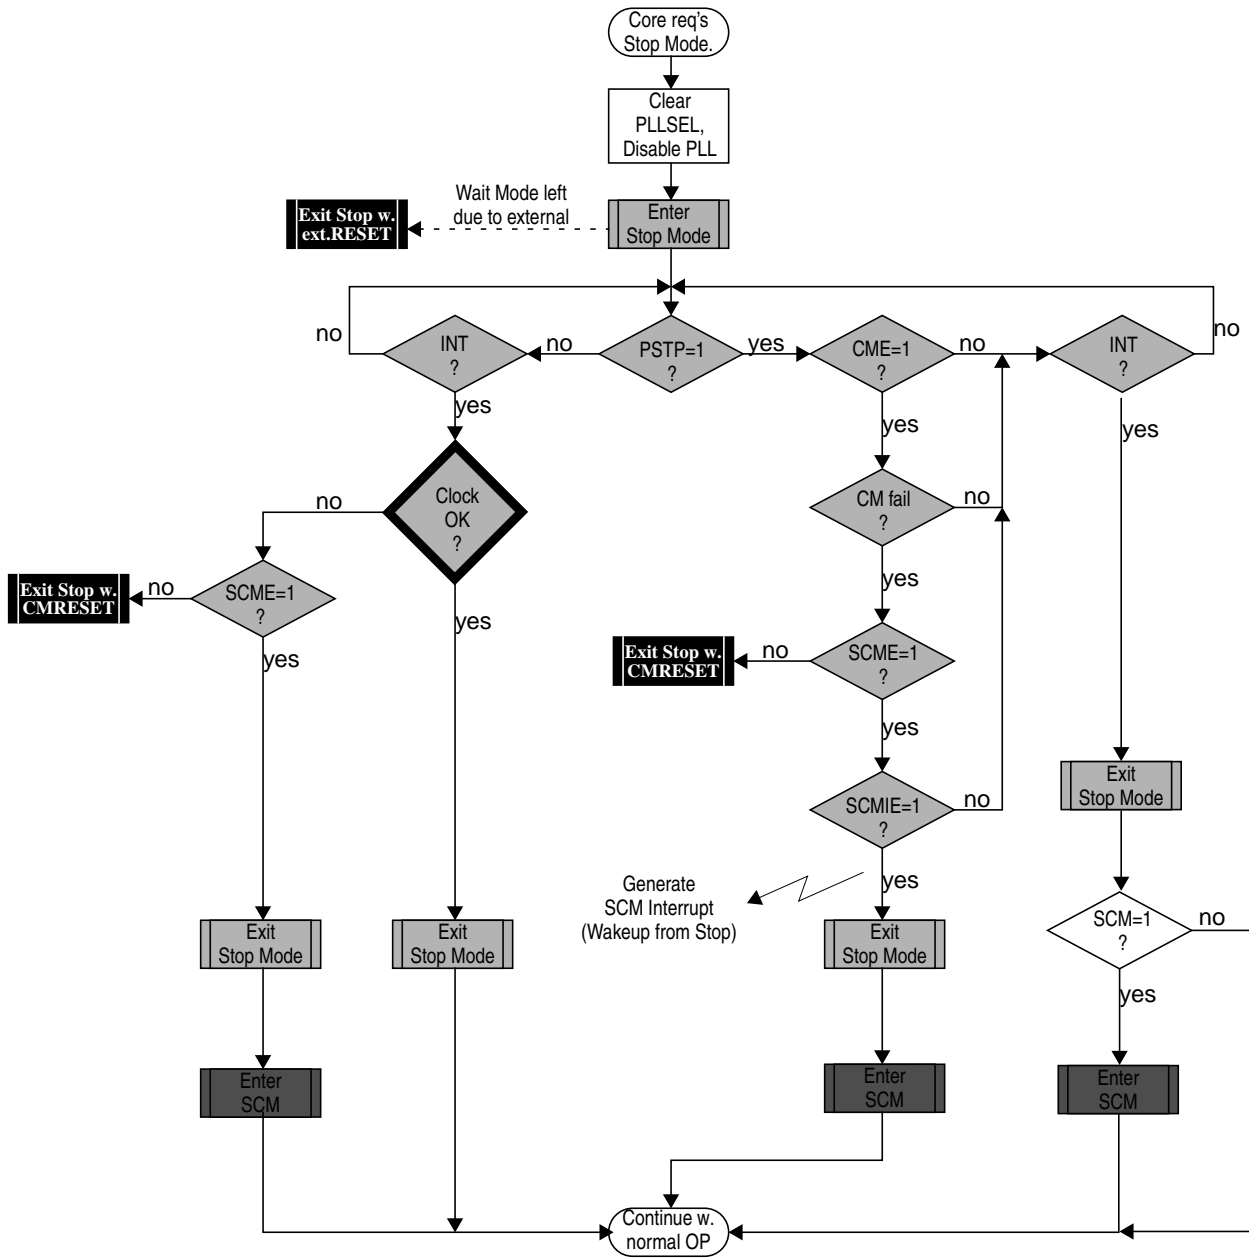 Core req's
Stop Mode.
Clear
PLLSEL,
Disable PLL
Wait Mode left
due to external
Exit Stop w.
ext.RESET
Enter
Stop Mode
no
INT
?
no
PSTP=1
?
yes
CME=1
?
no
INT
?
no
yes
yes
yes
Clock
OK
?
no
CM fail
?
no
yes
Exit Stop w.
CMRESET
no
SCME=1
?
yes
yes
Exit Stop w.
CMRESET
no
SCME=1
?
yes
SCMIE=1
?
no
Exit
Stop Mode
Generate
SCM Interrupt
(Wakeup from Stop)
yes
Exit
Stop Mode
Exit
Stop Mode
Exit
Stop Mode
SCM=1
?
no
yes
Enter
SCM
Enter
SCM
Enter
SCM
Continue w.
normal OP